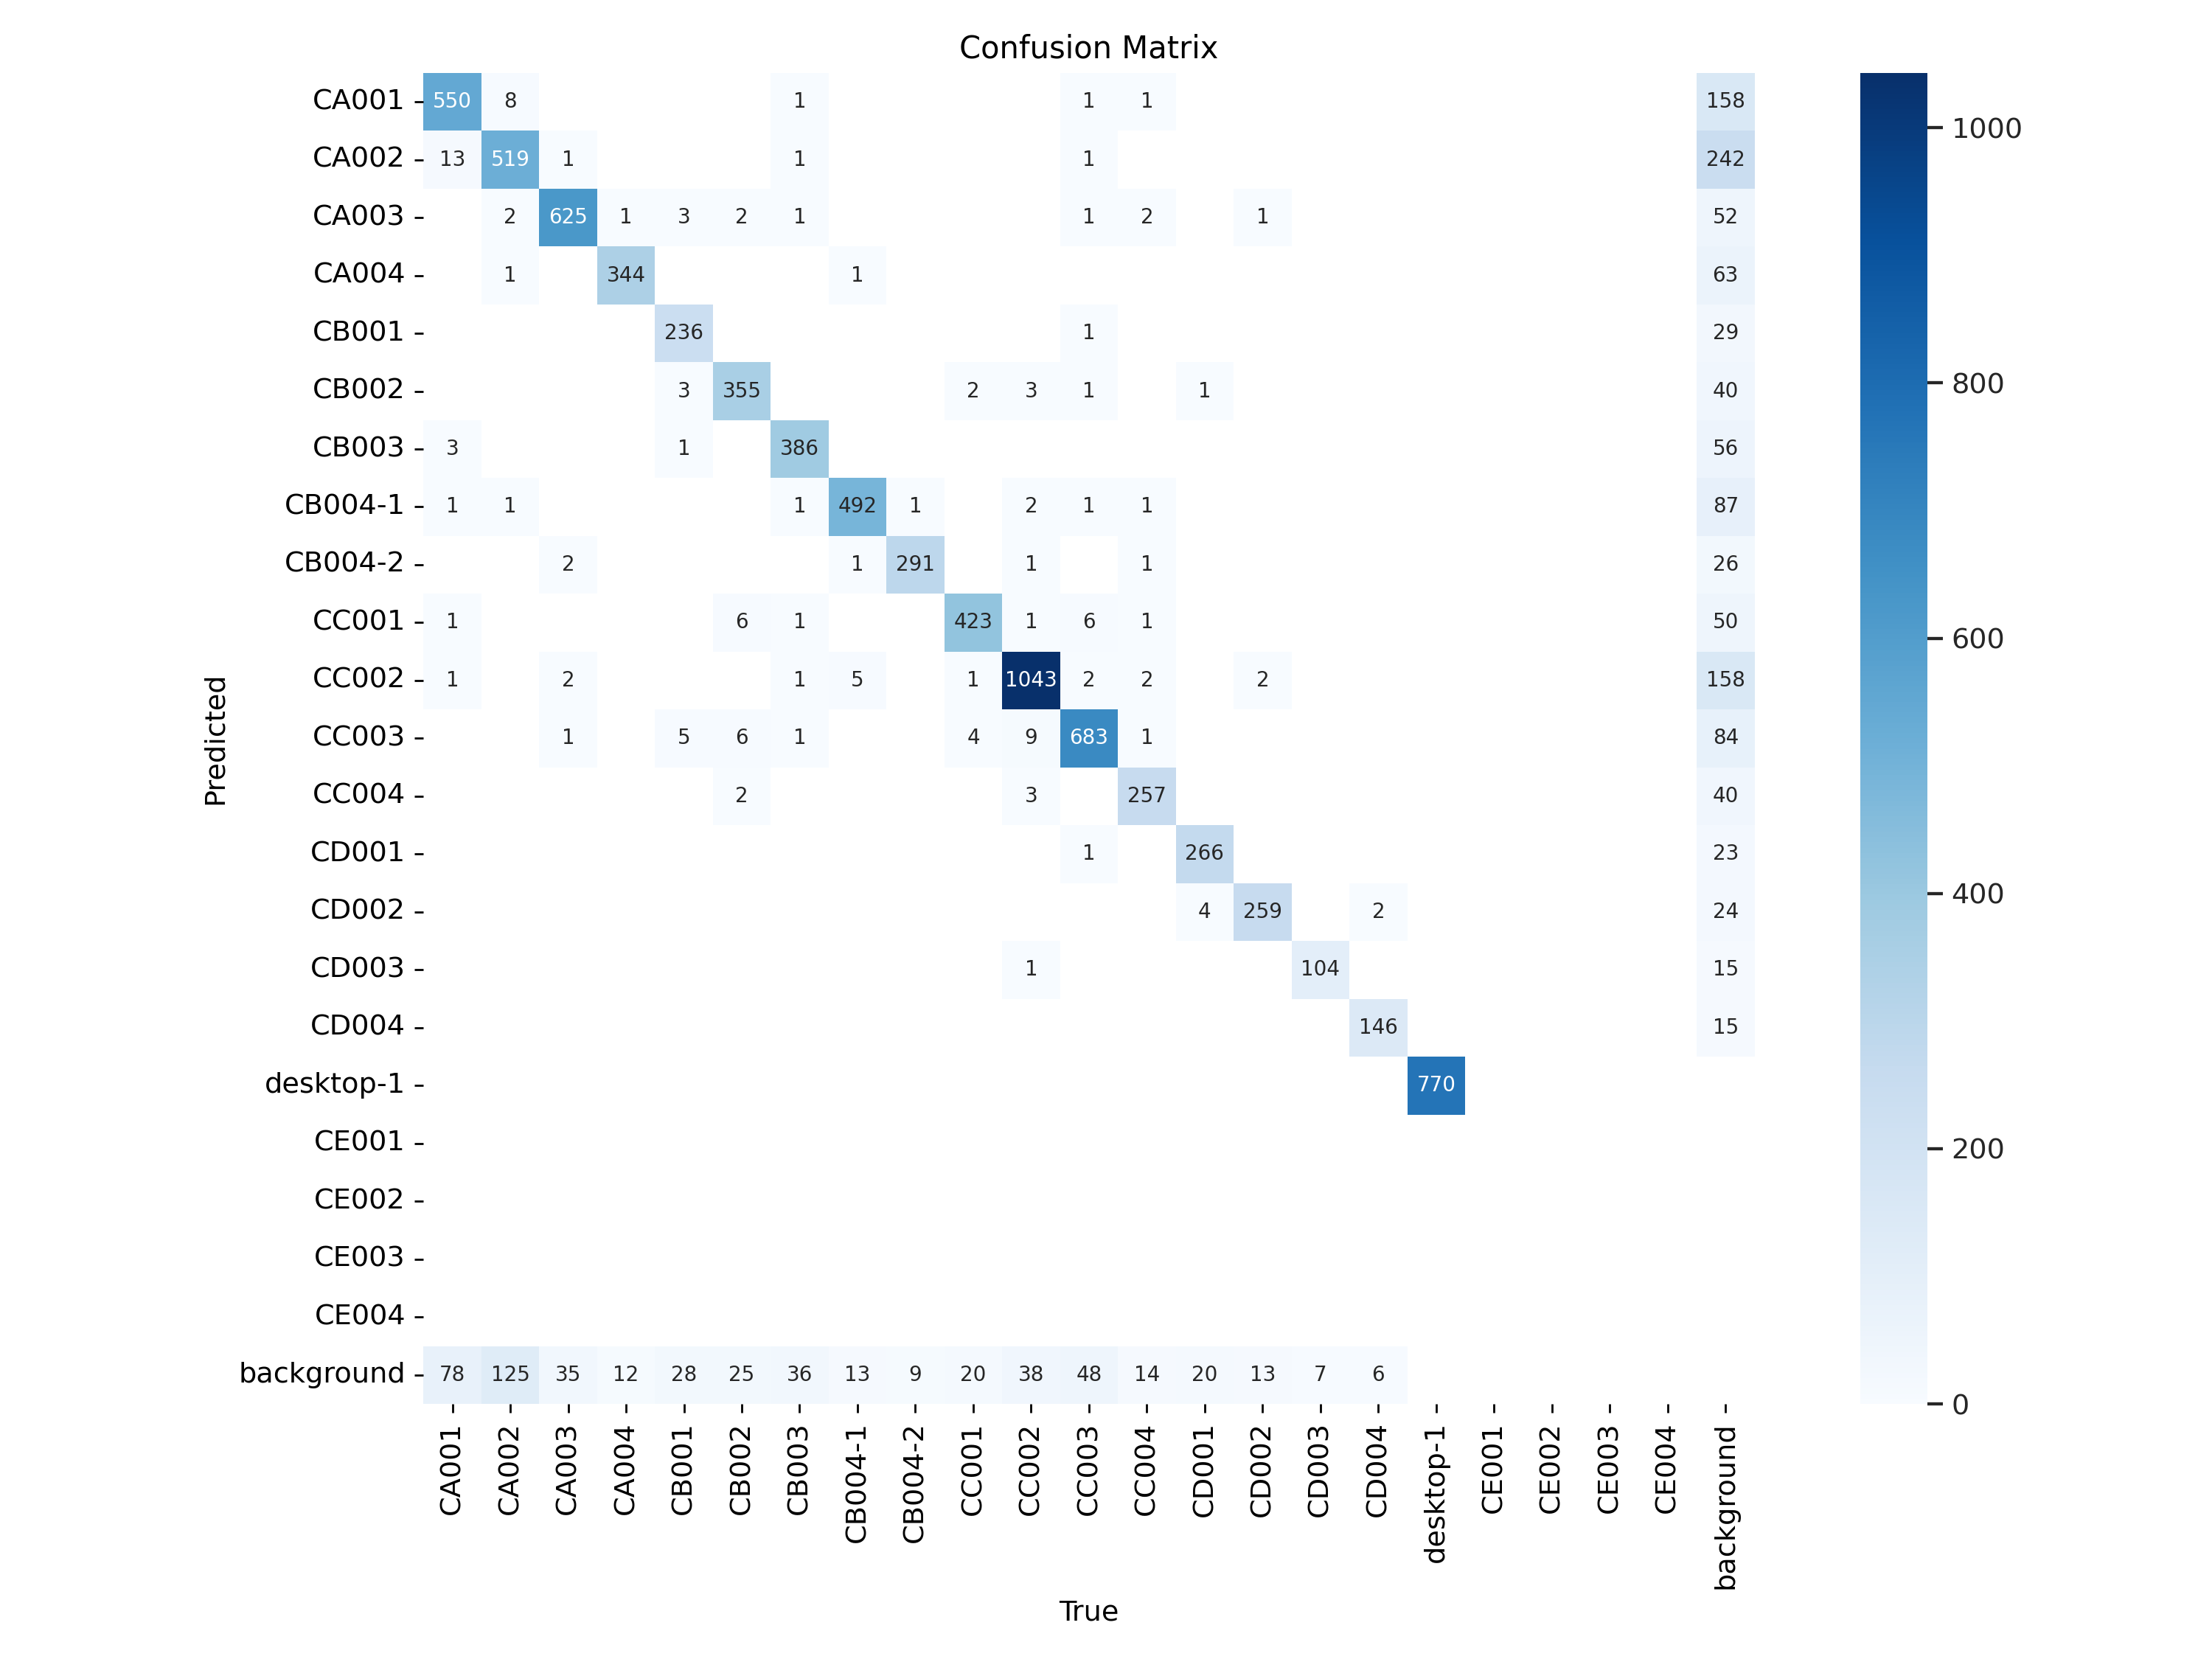 Confusion Matrix
CA001 550 8 1 1 1 158
CA002 13 519 1 1 1 242
CA003 2 625 1 3 2 1 1 2 1 52
CA004 1 344 1 63
CB001 236 1 29
CB002 3 355 2 3 1 1 40
CB003 3 1 386 56
CB004-1 1 1 1 492 1 2 1 1 87
CB004-2 2 1 291 1 1 26
CC001 1 6 1 423 1 6 1 50
CC002 1 2 1 5 1 1043 2 2 2 158
CC003 1 5 6 1 4 9 683 1 84
CC004 2 3 257 40
CD001 1 266 23
CD002 4 259 2 24
CD003 1 104 15
CD004 146 15
desktop-1 770
CE001
CE002
CE003
CE004
background 78 125 35 12 28 25 36 13 9 20 38 48 14 20 13 7 6
CA001 CA002 CA003 CA004 CB001 CB002 CB003 CB004-1 CB004-2 CC001 CC002 CC003 CC004 CD001 CD002 CD003 CD004 desktop-1 CE001 CE002 CE003 CE004 background
True
Predicted
1000
800
600
400
200
0